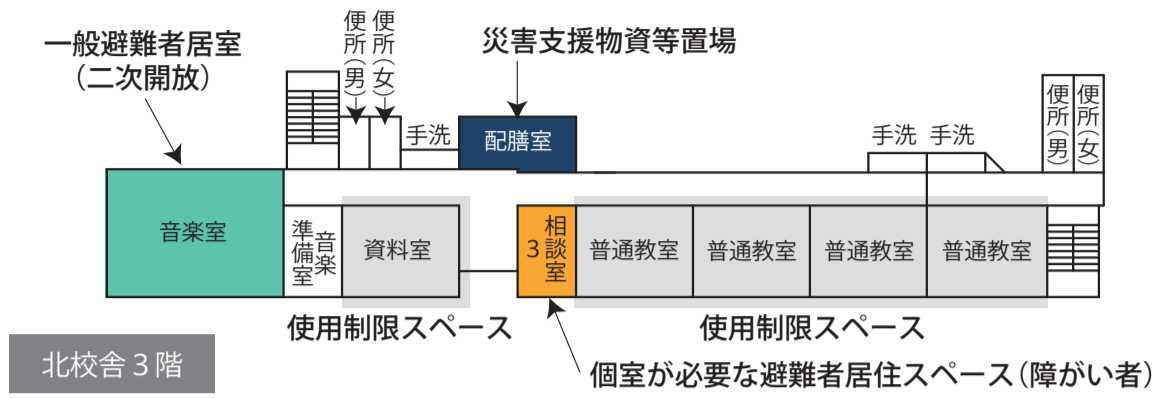 一般避難者居室
（二次開放）
便所（男）
便所（女）
災害支援物資等置場
手洗
配膳室
手洗
手洗
便所（男）
便所（女）
音楽室
音楽
準備室
資料室
相談室
3
普通教室
普通教室
普通教室
普通教室
使用制限スペース
使用制限スペース
北校舎３階
個室が必要な避難者居住スペース（障がい者）